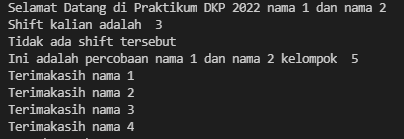 Selamat Datang di Praktikum DKP 2022 nama 1 dan nama 2
Shift kalian adalah  3
Tidak ada shift tersebut
Ini adalah percobaan nama 1 dan nama 2 kelompok  5
Terimakasih nama 1
Terimakasih nama 2
Terimakasih nama 3
Terimakasih nama 4